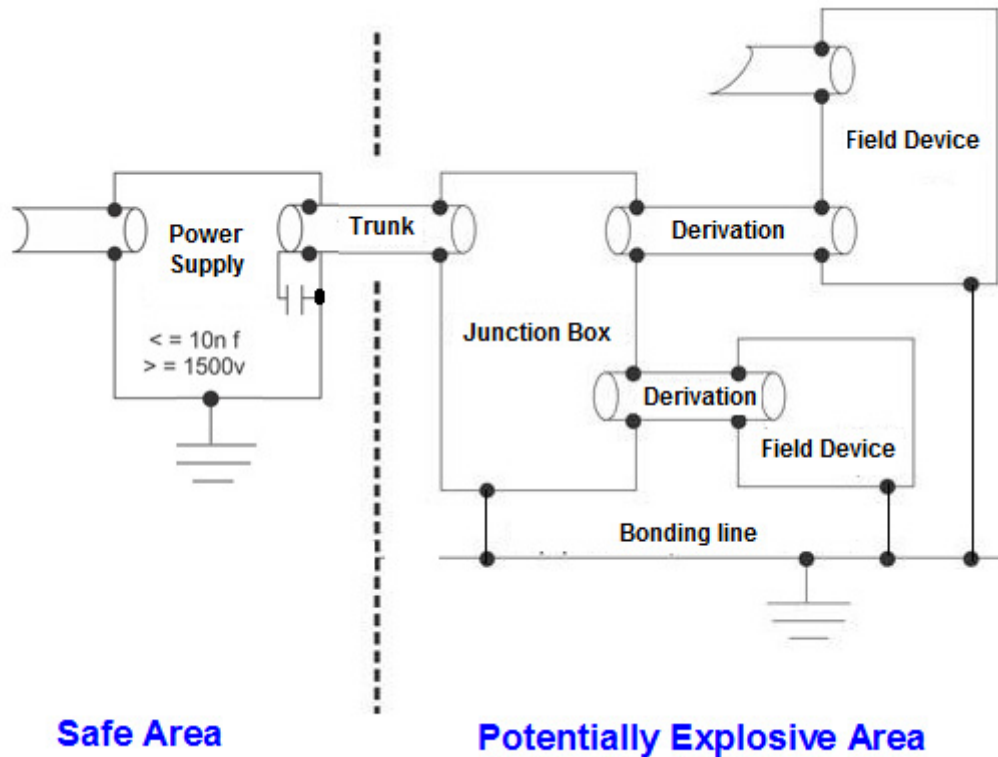 Field Device
Power
Supply
Trunk
Derivation
< = 10n f
> = 1500v
Junction Box
Derivation
Field Device
Bonding line
Safe Area
Potentially Explosive Area